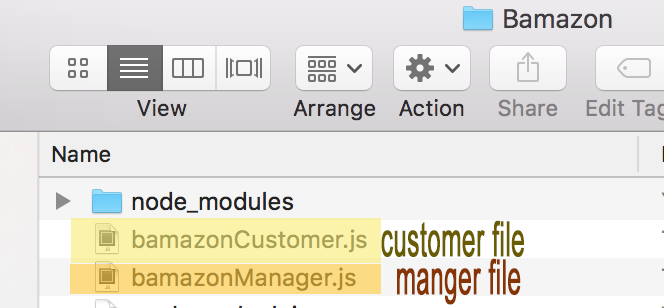 Bamazon
View Arrange Action Share Edit Tag
Name
node_modules
bamazonCustomer.js customer file
bamazonManager.js manger file